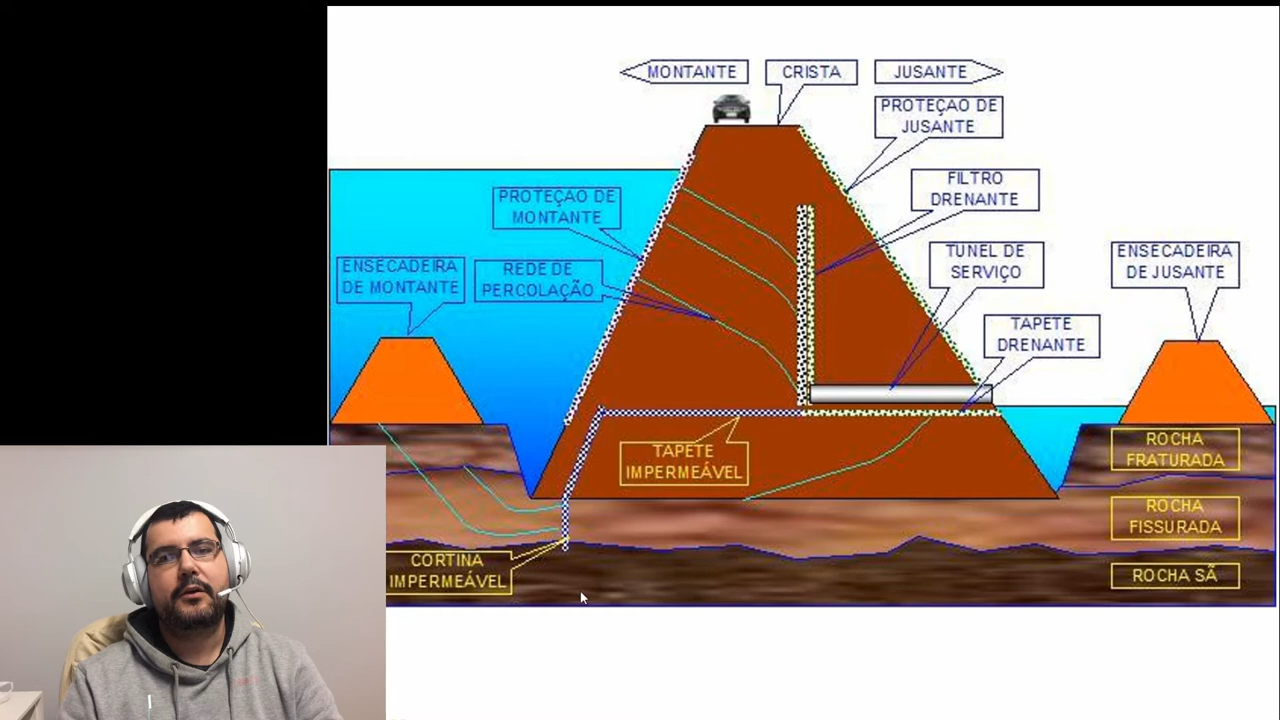 MONTANTE
CRISTA
JUSANTE
PROTEÇAO DE
JUSANTE
FILTRO
DRENANTE
PROTEÇAO DE
MONTANTE
TUNEL DE
SERVIÇO
ENSECADEIRA
DE JUSANTE
ENSECADEIRA
DE MONTANTE
REDE DE
PERCOLAÇÃO
TAPETE
DRENANTE
TAPETE
IMPERMEÁVEL
ROCHA
FRATURADA
ROCHA
FISSURADA
CORTINA
IMPERMEÁVEL
ROCHA SÃ